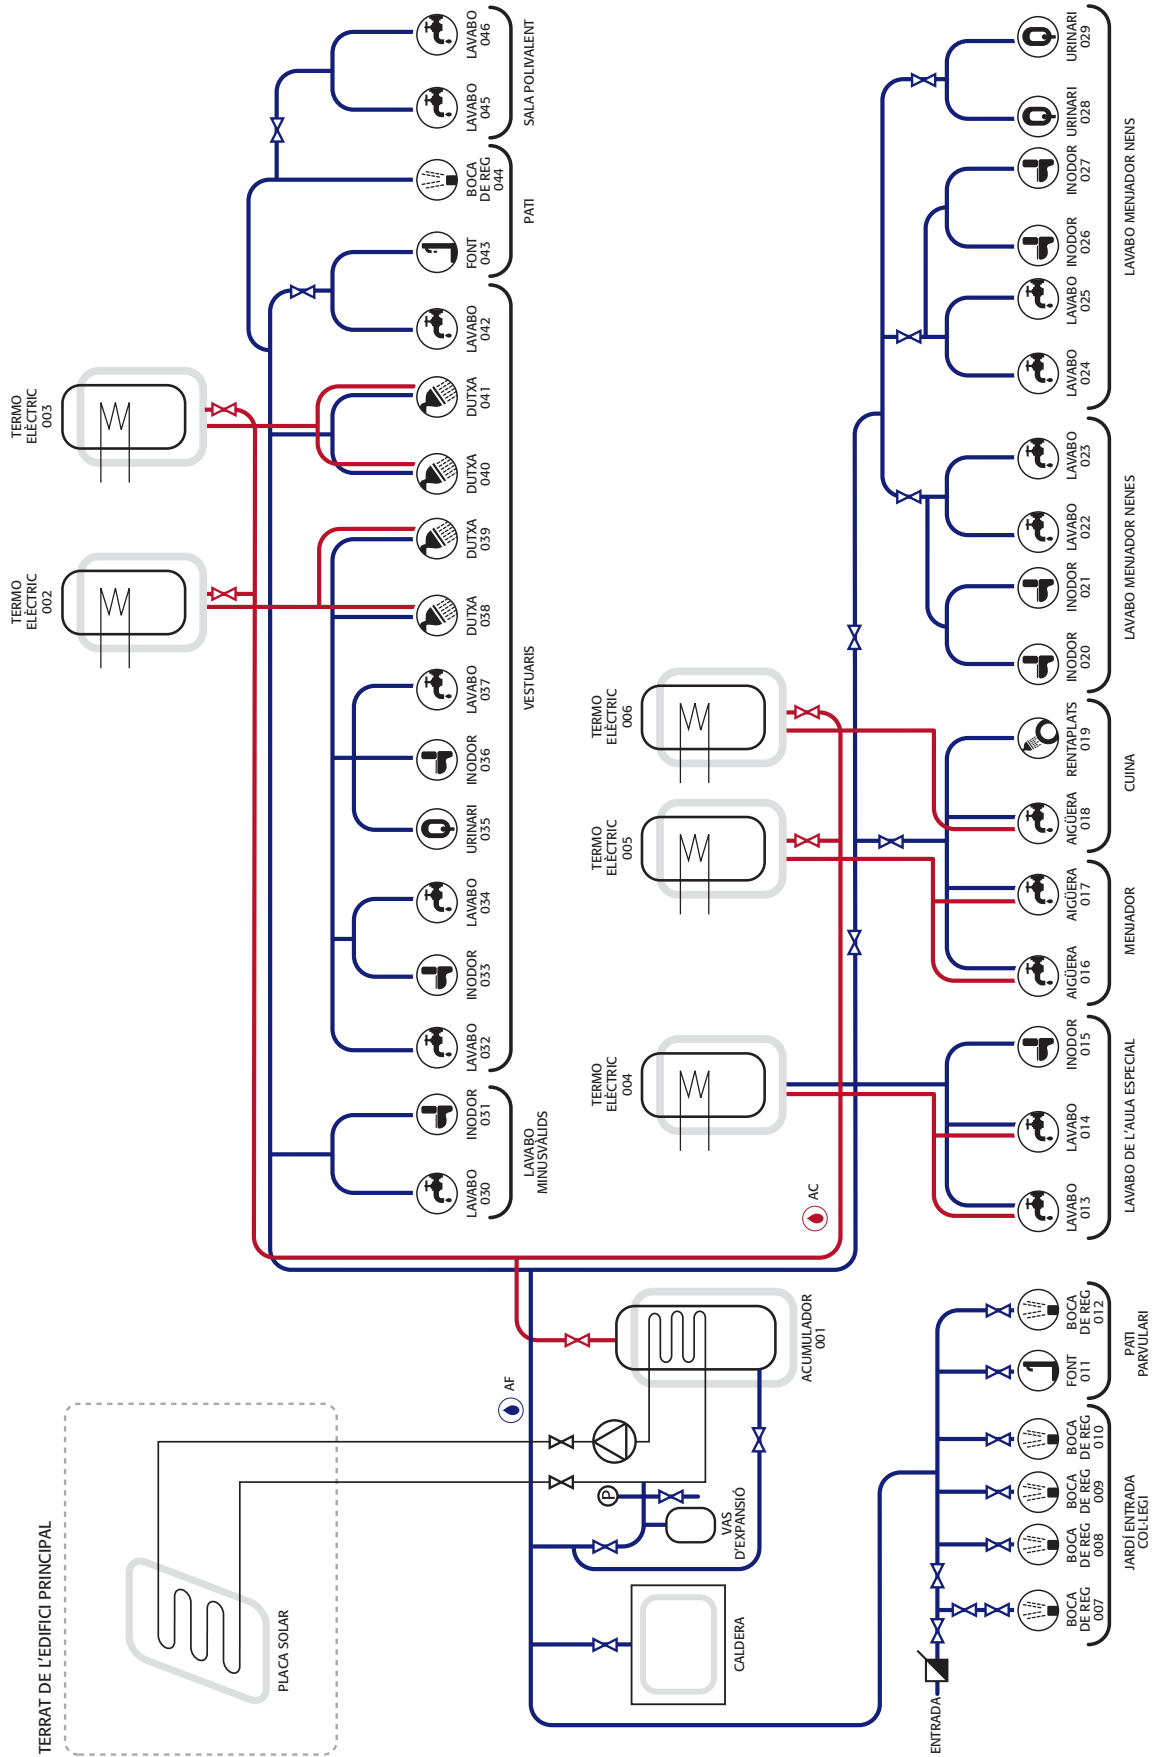 TERRAT DE L'EDIFICI PRINCIPAL
PLACA SOLAR
TERMO
ELÈCTRIC
002
TERMO
ELÈCTRIC
003
LAVABO
030
INODOR
031
LAVABO
MINUSVÀLIDS
LAVABO
032
INODOR
033
LAVABO
034
URINARI
035
INODOR
036
LAVABO
037
DUTXA
038
DUTXA
039
DUTXA
040
DUTXA
041
LAVABO
042
VESTUARIS
FONT
043
BOCA
DE REG
044
PATI
LAVABO
045
LAVABO
046
SALA POLIVALENT
AF
P
VAS
D'EXPANSIÓ
CALDERA
ACUMULADOR
001
AC
TERMO
ELÈCTRIC
004
TERMO
ELÈCTRIC
005
TERMO
ELÈCTRIC
006
ENTRADA
BOCA
DE REG
007
BOCA
DE REG
008
BOCA
DE REG
009
BOCA
DE REG
010
JARDÍ ENTRADA
COL·LEGI
FONT
011
BOCA
DE REG
012
PATI
PARVULARI
LAVABO
013
LAVABO
014
INODOR
015
LAVABO DE L'AULA ESPECIAL
AIGÜERA
016
AIGÜERA
017
MENJADOR
AIGÜERA
018
RENTAPLATS
019
CUINA
INODOR
020
INODOR
021
LAVABO
022
LAVABO
023
LAVABO MENJADOR NENES
LAVABO
024
LAVABO
025
INODOR
026
INODOR
027
URINARI
028
URINARI
029
LAVABO MENJADOR NENS